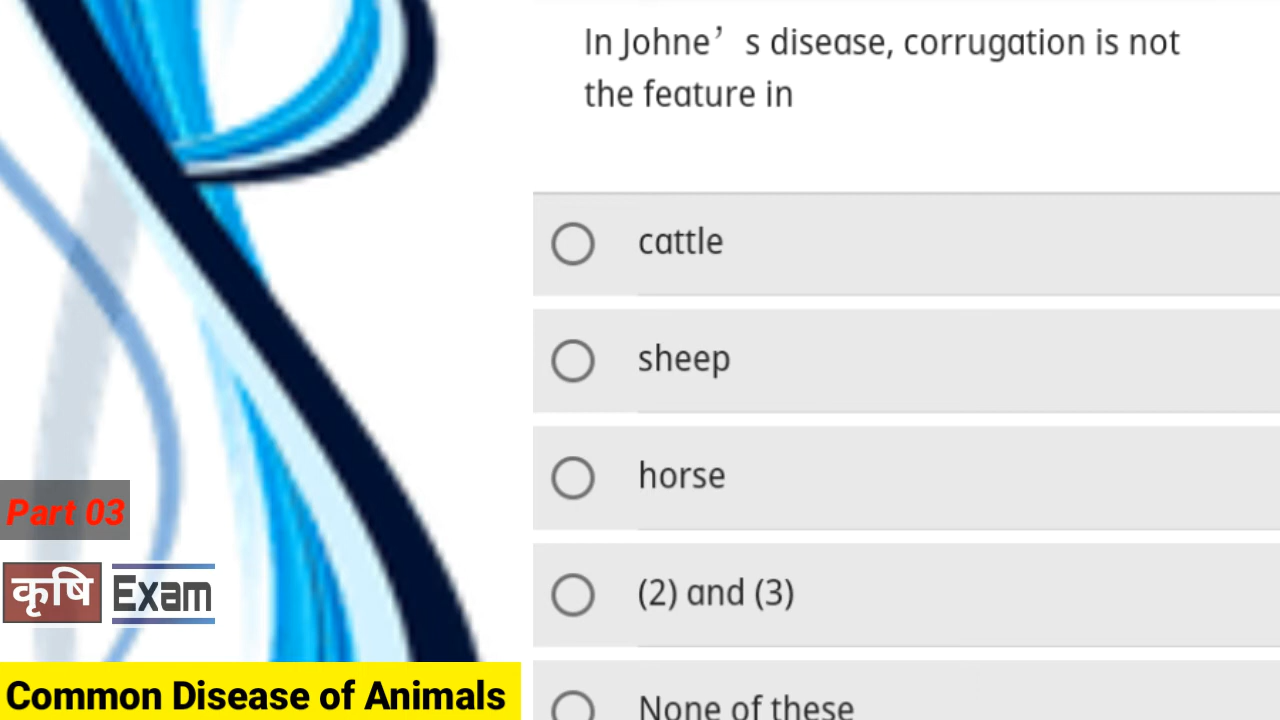 In Johne’ s disease, corrugation is not
the feature in
cattle
sheep
horse
(2) and (3)
None of these
Part 03
कृषि Exam
Common Disease of Animals